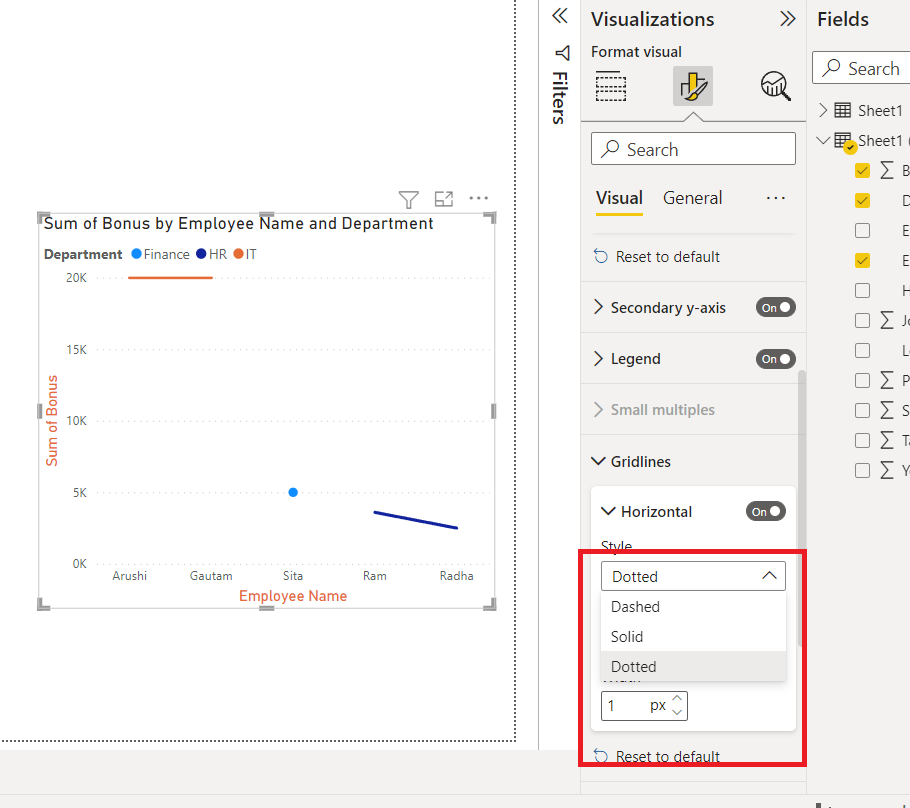 Sum of Bonus by Employee Name and Department
Department Finance HR IT
20K
15K
10K
5K
0K
Sum of Bonus
Arushi Gautam Sita Ram Radha
Employee Name
Filters
Visualizations
Format visual
Search
Visual General
Reset to default
Secondary y-axis On
Legend On
Small multiples
Gridlines
Horizontal On
Style
Dotted
Dashed
Solid
Dotted
1 px
Reset to default
Fields
Search
Sheet1
Sheet1 (
B
D
E
E
H
Jo
L
P
S
Ta
Y